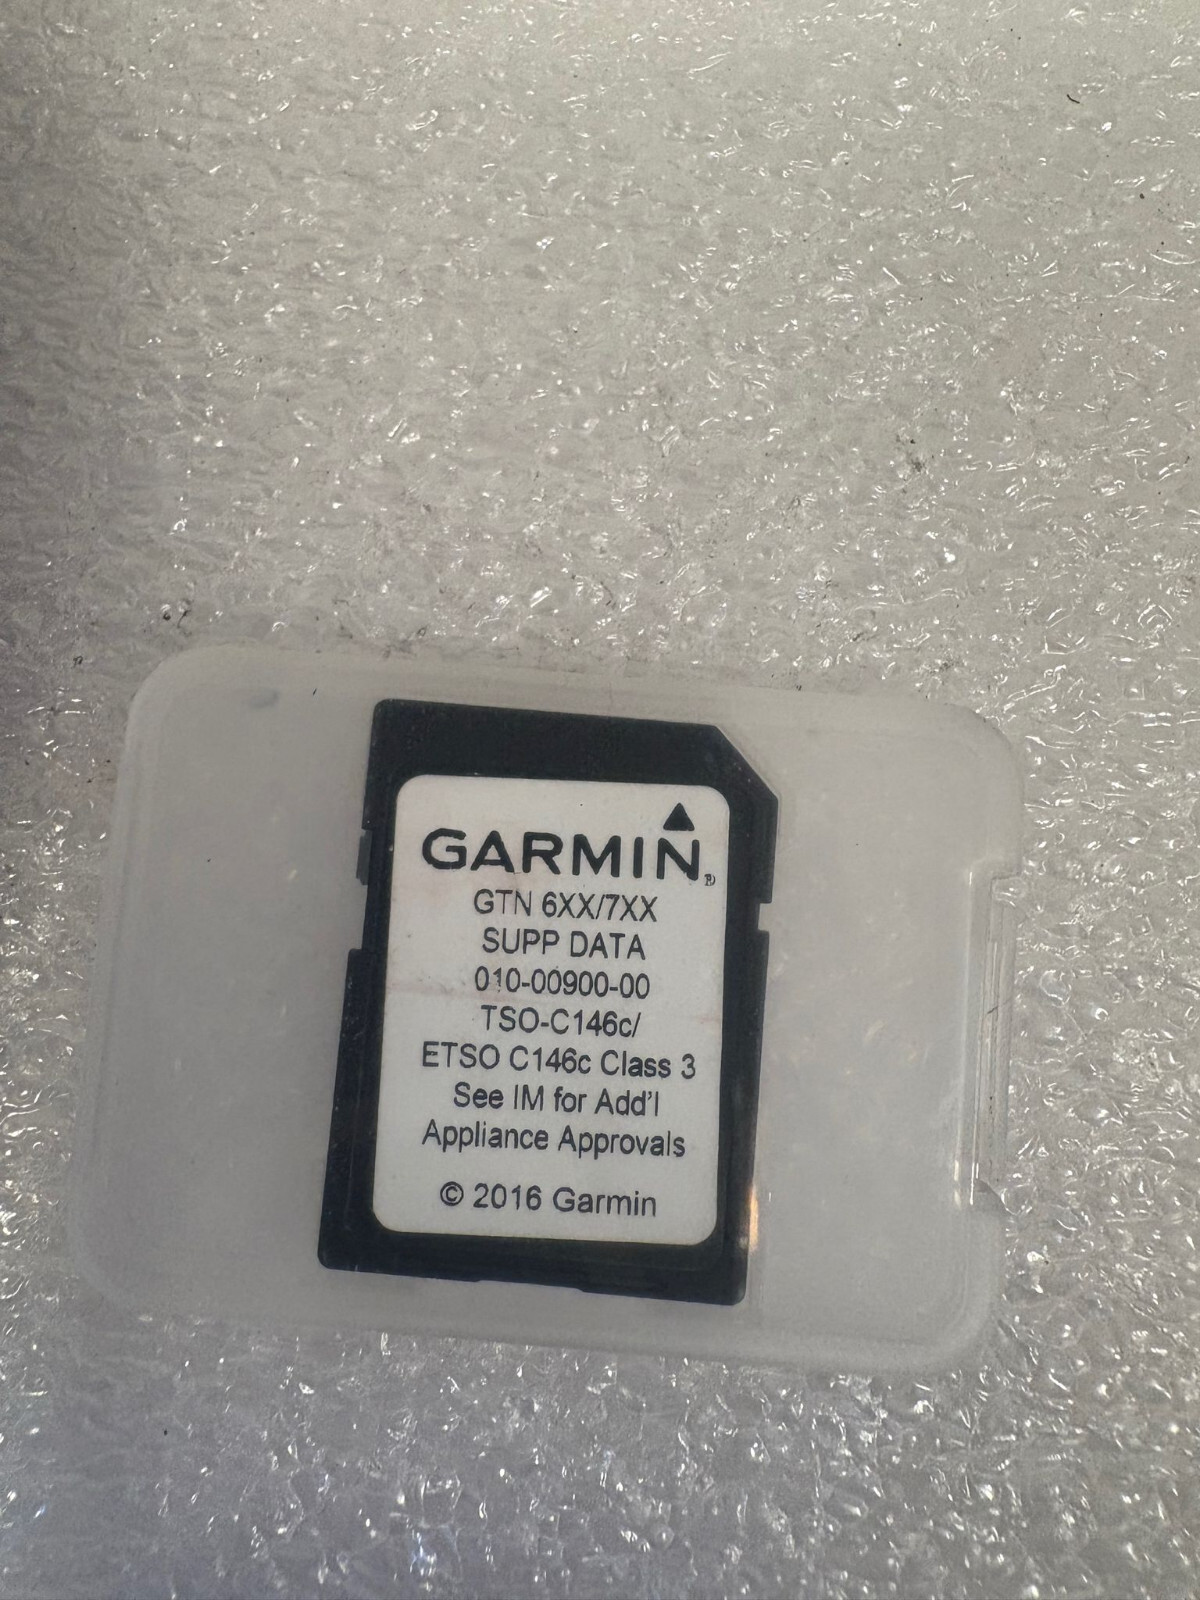 GARMIN
GTN 6XX/7XX
SUPP DATA
010-00900-00
TSO-C146c/
ETSO C146c Class 3
See IM for Add'l
Appliance Approvals
© 2016 Garmin